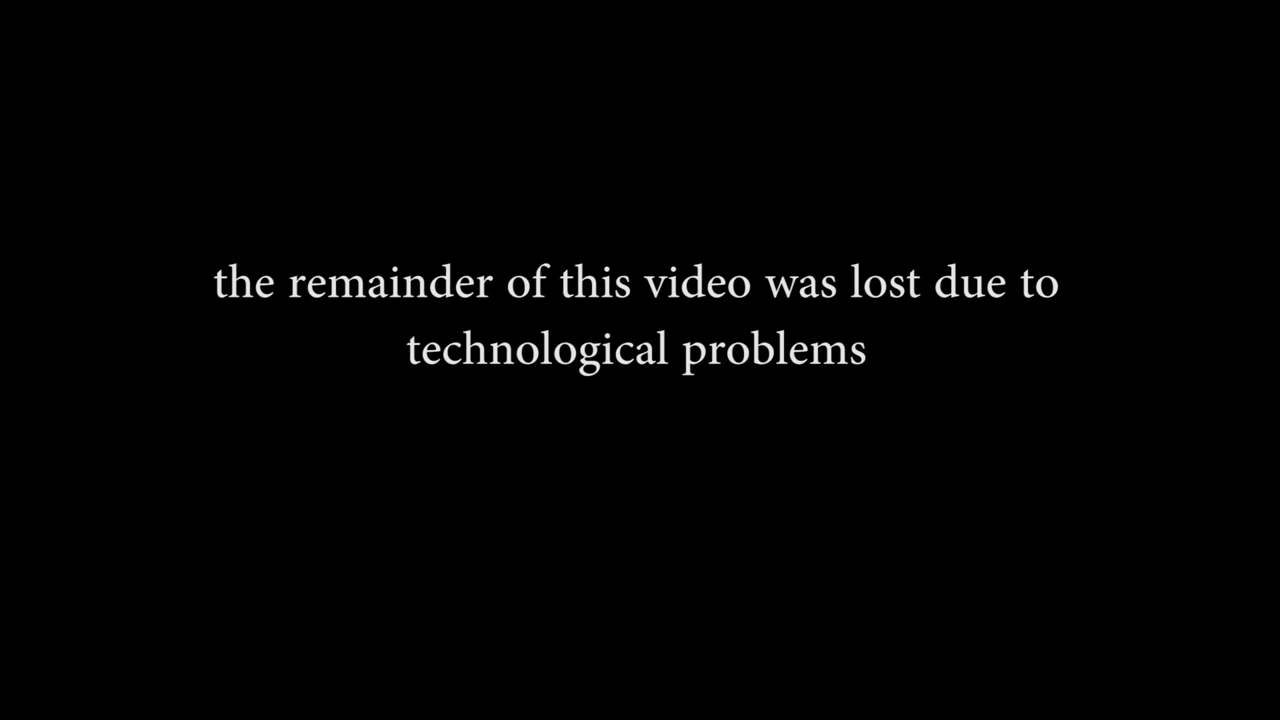 the remainder of this video was lost due to
technological problems